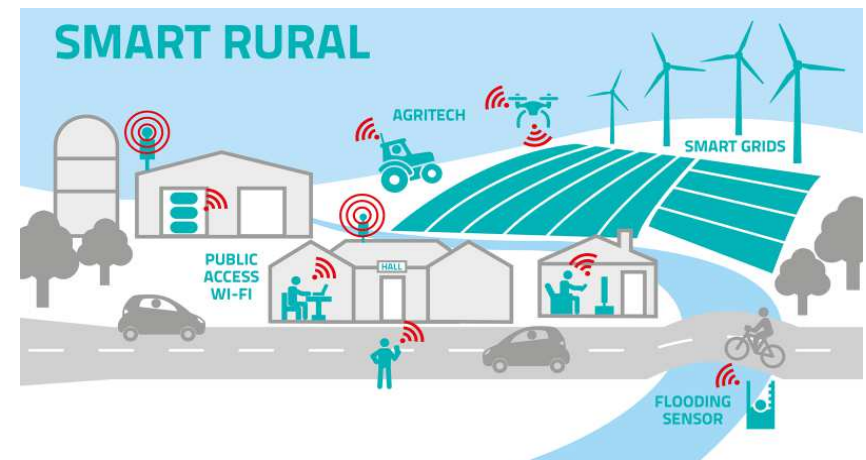 SMART RURAL
AGRITECH
SMART GRIDS
PUBLIC
ACCESS
WI-FI
HALL
FLOODING
SENSOR